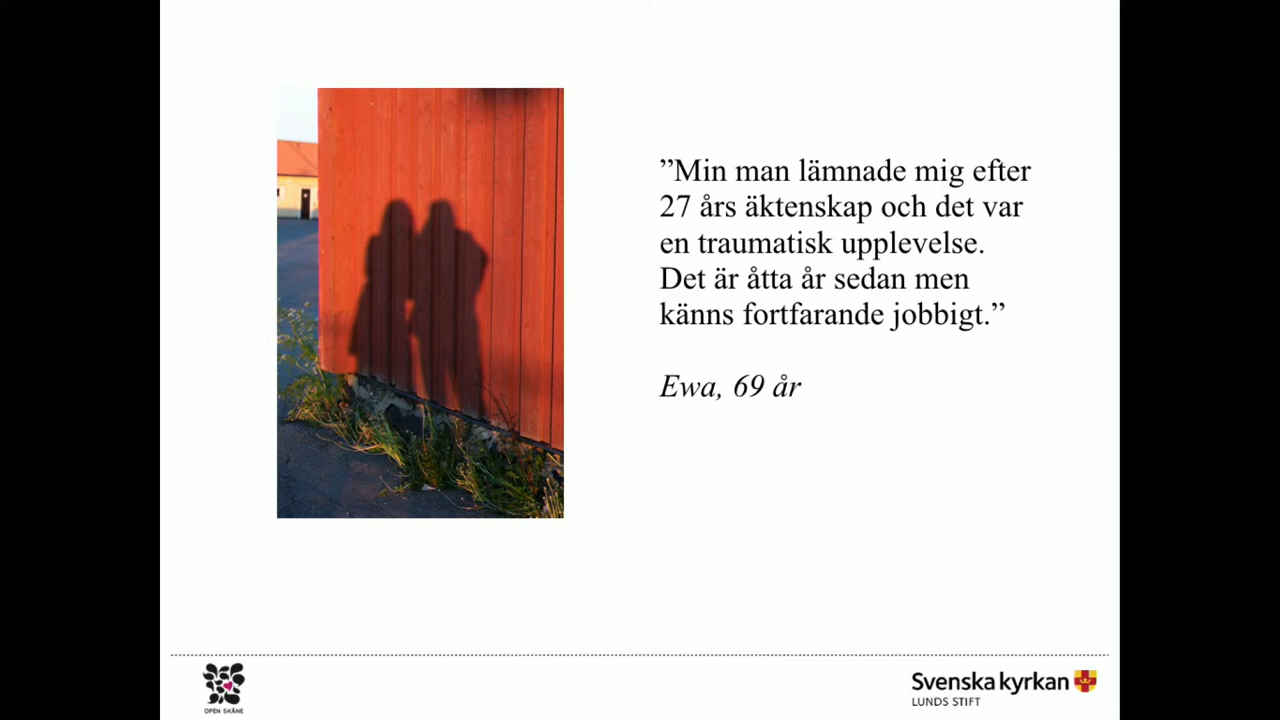 ”Min man lämnade mig efter
27 års äktenskap och det var
en traumatisk upplevelse.
Det är åtta år sedan men
känns fortfarande jobbigt.”
Ewa, 69 år
OPEN SKÅNE
Svenska kyrkan
LUNDS STIFT